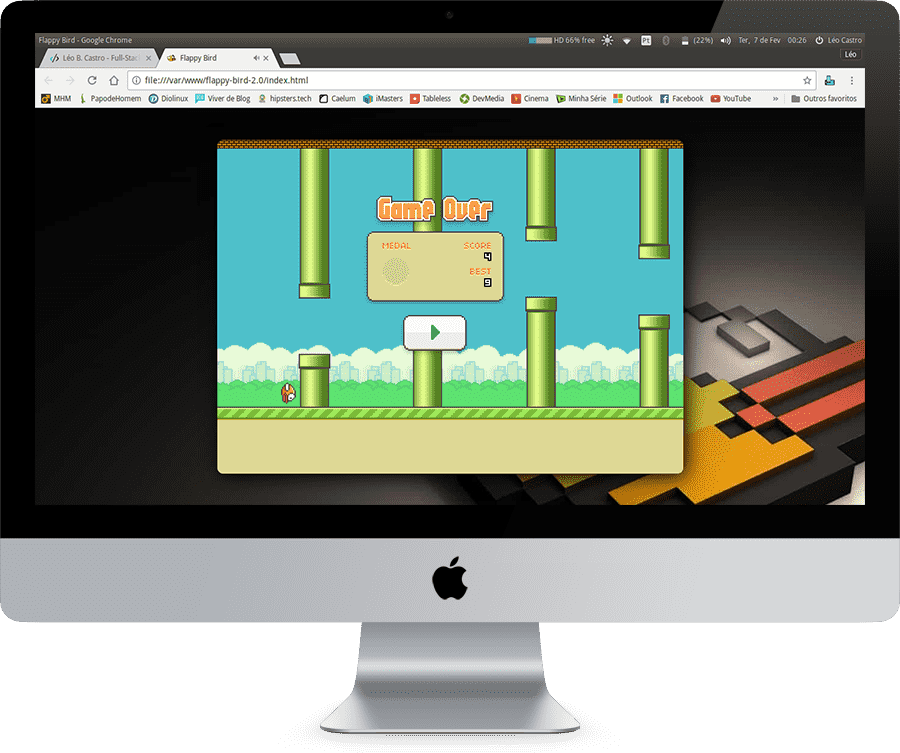 Flappy Bird - Google Chrome
HD 66% free
Pt
(22%)
Ter, 7 de Fev
00:26
Léo Castro
Léo B. Castro - Full-Stac
Flappy Bird
Léo
file:///var/www/flappy-bird-2.0/index.html
MHM
PapodeHomem
Diolinux
Viver de Blog
hipsters.tech
Caelum
iMasters
Tableless
DevMedia
Cinema
Minha Série
Outlook
Facebook
YouTube
»
Outros favoritos
Game Over
MEDAL
SCORE
4
BEST
9